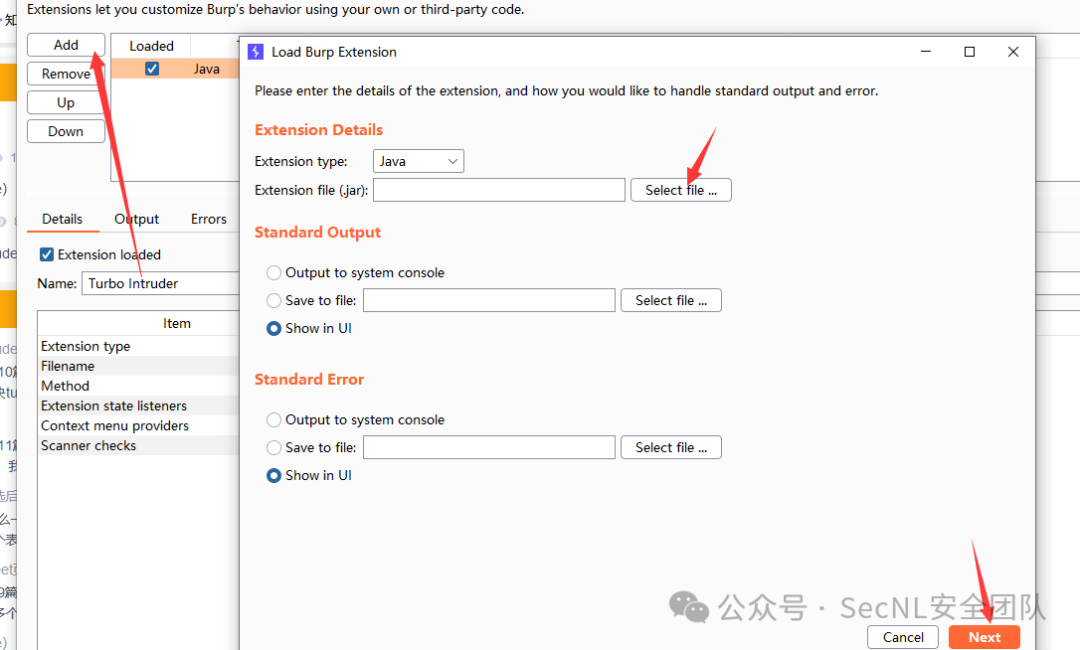 Extensions let you customize Burp's behavior using your own or third-party code.
知
Add
Loaded
Remove
Java
Up
Down
Details
Output
Errors
Extension loaded
Name:
Turbo Intruder
Item
Extension type
Filename
Method
Extension state listeners
Context menu providers
Scanner checks
Load Burp Extension
Please enter the details of the extension, and how you would like to handle standard output and error.
Extension Details
Extension type:
Java
Extension file (.jar):
Select file ...
Standard Output
Output to system console
Save to file:
Select file ...
Show in UI
Standard Error
Output to system console
Save to file:
Select file ...
Show in UI
公众号 · SecNL安全团队
Cancel
Next